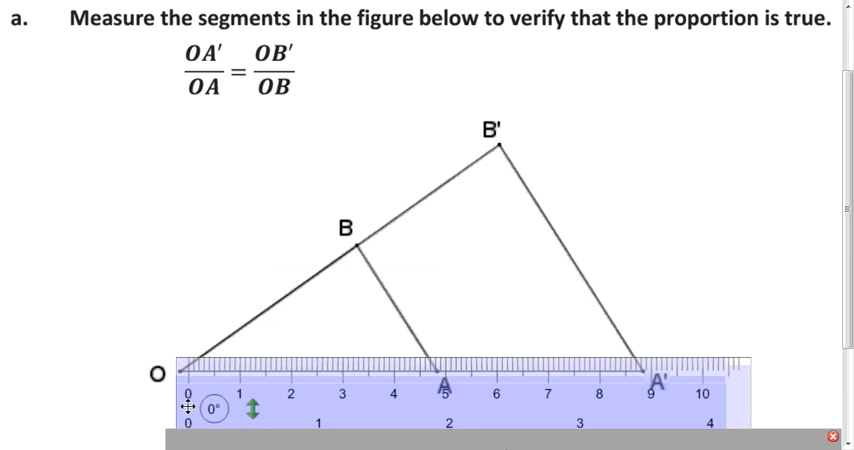 a. Measure the segments in the figure below to verify that the proportion is true.
OA' OB'
=
OA OB
B'
B
O
A A'
0 1 2 3 4 5 6 7 8 9 10
0°
0 1 2 3 4